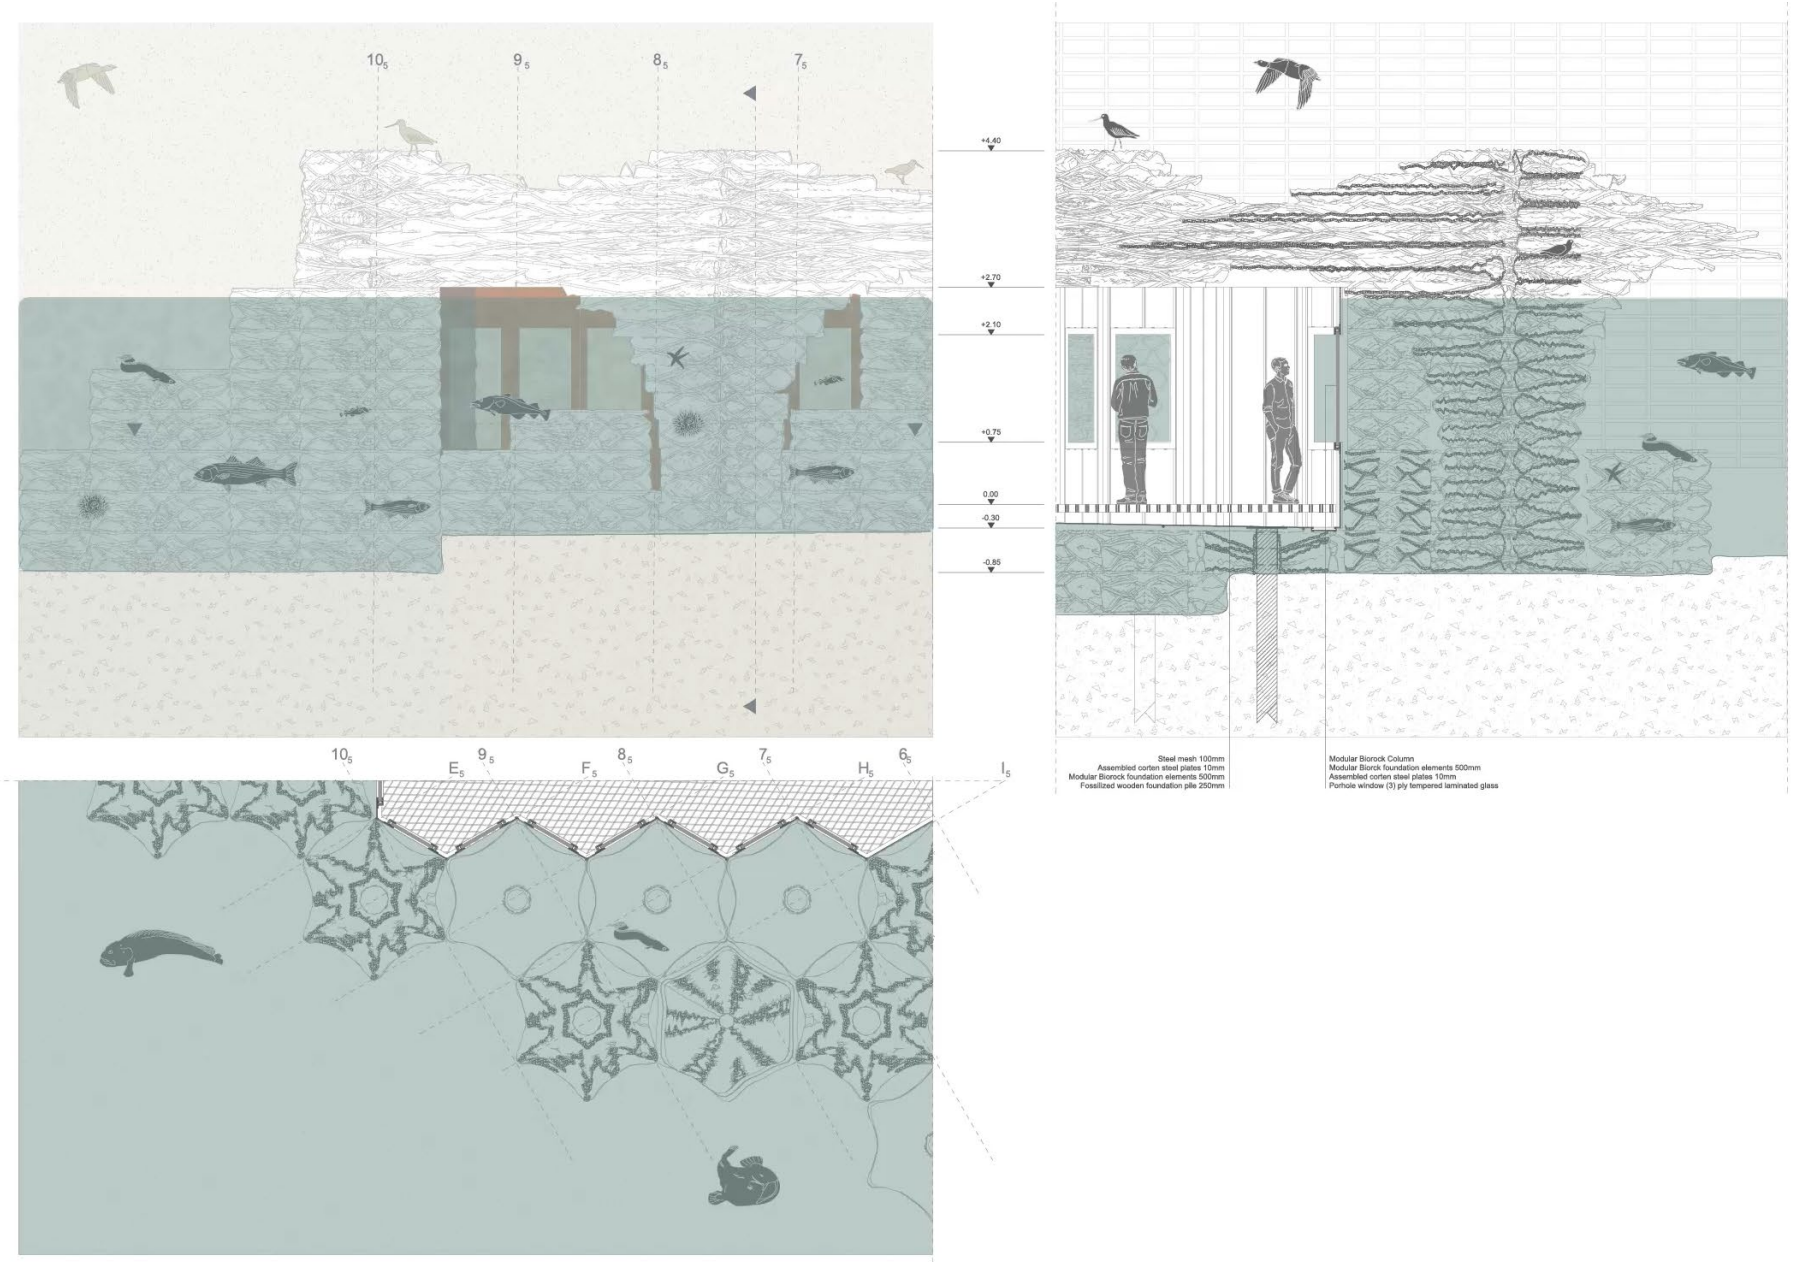 10₅
9₅
8₅
7₅
+4.40
+2.70
+2.10
+0.75
0.00
-0.30
-0.85
Steel mesh 100mm
Assembled corten steel plates 10mm
Modular Biorock foundation elements 500mm
Fossilized wooden foundation pile 250mm
Modular Biorock Column
Modular Biorck foundation elements 500mm
Assembled corten steel plates 10mm
Porhole window (3) ply tempered laminated glass
10₅
9₅
8₅
7₅
6₅
E₅
F₅
G₅
H₅
I₅